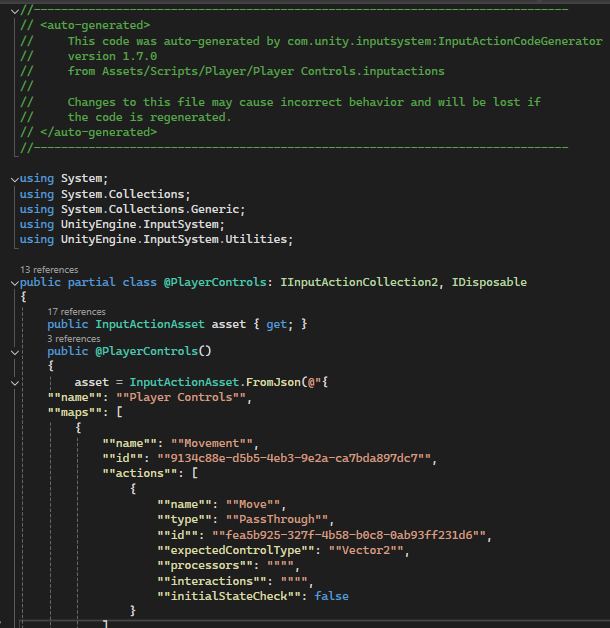 //------------------------------------------------------------------------------
// <auto-generated>
//     This code was auto-generated by com.unity.inputsystem:InputActionCodeGenerator
//     version 1.7.0
//     from Assets/Scripts/Player/Player Controls.inputactions
//
//     Changes to this file may cause incorrect behavior and will be lost if
//     the code is regenerated.
// </auto-generated>
//------------------------------------------------------------------------------
using System;
using System.Collections;
using System.Collections.Generic;
using UnityEngine.InputSystem;
using UnityEngine.InputSystem.Utilities;
13 references
public partial class @PlayerControls: IInputActionCollection2, IDisposable
{
17 references
public InputActionAsset asset { get; }
3 references
public @PlayerControls()
{
asset = InputActionAsset.FromJson(@"{
""name"": ""Player Controls"",
""maps"": [
{
""name"": ""Movement"",
""id"": ""9134c88e-d5b5-4eb3-9e2a-ca7bda897dc7"",
""actions"": [
{
""name"": ""Move"",
""type"": ""PassThrough"",
""id"": ""fea5b925-327f-4b58-b0c8-0ab93ff231d6"",
""expectedControlType"": ""Vector2"",
""processors"": """",
""interactions"": """",
""initialStateCheck"": false
}
]